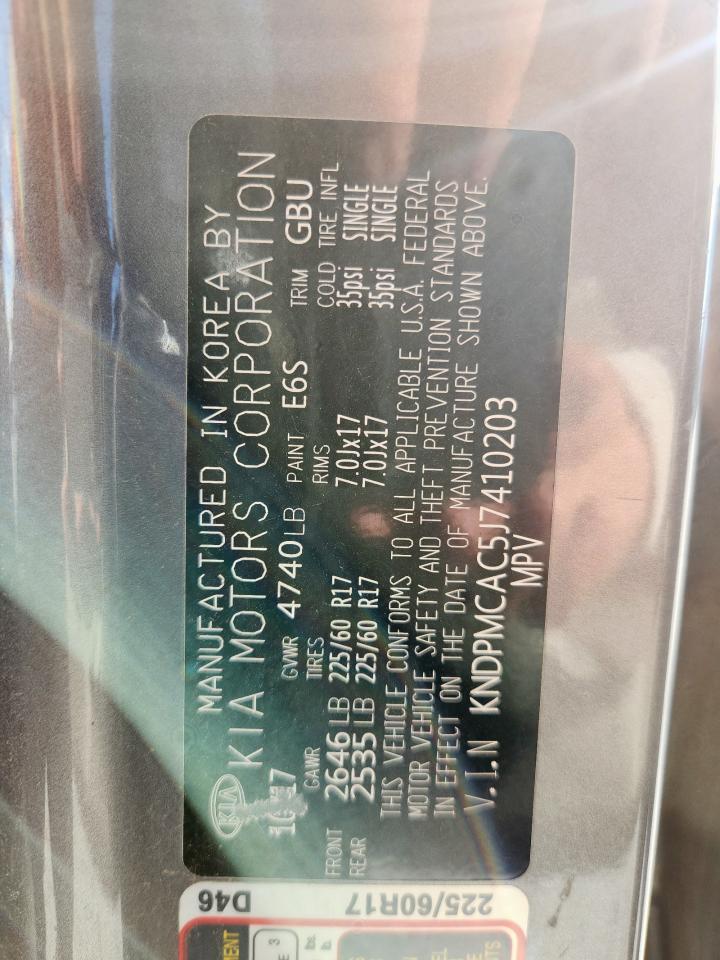 MANUFACTURED IN KOREA BY
KIA
KIA MOTORS CORPORATION
GVWR 4740LB PAINT E6S TRIM GBU
GAWR TIRES RIMS COLD TIRE INFL
FRONT 2646LB 225/60 R17 7.0Jx17 35psi SINGLE
REAR 2535LB 225/60 R17 7.0Jx17 35psi SINGLE
THIS VEHICLE CONFORMS TO ALL APPLICABLE U.S.A. FEDERAL
MOTOR VEHICLE SAFETY AND THEFT PREVENTION STANDARDS
IN EFFECT ON THE DATE OF MANUFACTURE SHOWN ABOVE.
V.I.N KNDPMCAC5J7410203
MPV
D46
225/60R17
3
lbs.